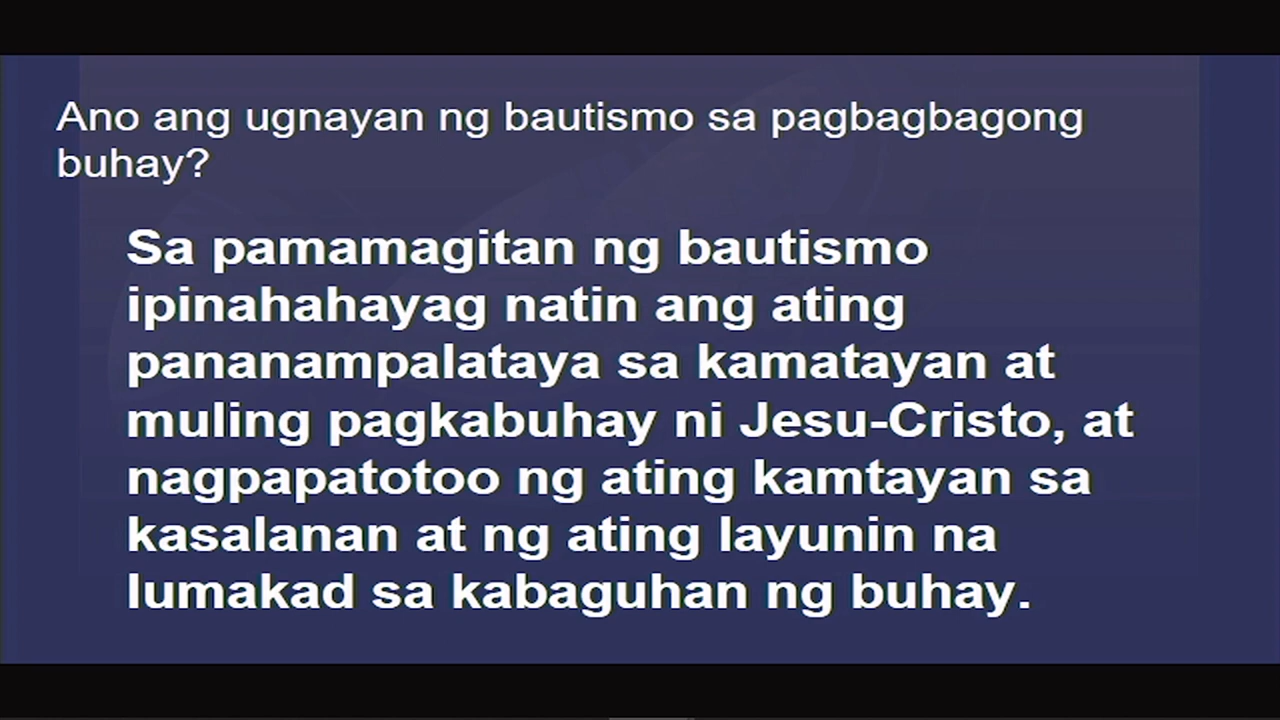 Ano ang ugnayan ng bautismo sa pagbagbagong
buhay?
Sa pamamagitan ng bautismo
ipinahahayag natin ang ating
pananampalataya sa kamatayan at
muling pagkabuhay ni Jesu-Cristo, at
nagpapatotoo ng ating kamtayan sa
kasalanan at ng ating layunin na
lumakad sa kabaguhan ng buhay.